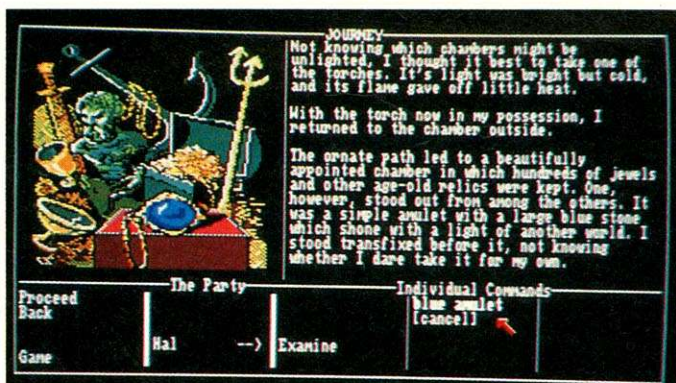 JOURNEY
Not knowing which chambers might be
unlighted, I thought it best to take one of
the torches. It's light was bright but cold,
and its flame gave off little heat.
With the torch now in my possession, I
returned to the chamber outside.
The ornate path led to a beautifully
appointed chamber in which hundreds of jewels
and other age-old relics were kept. One,
however, stood out from among the others. It
was a simple amulet with a large blue stone
which shone with a light of another world. I
stood transfixed before it, not knowing
whether I dare take it for my own.
The Party
Individual Commands
Proceed
Back
Game
Hal -->
Examine
blue amulet
[cancel]